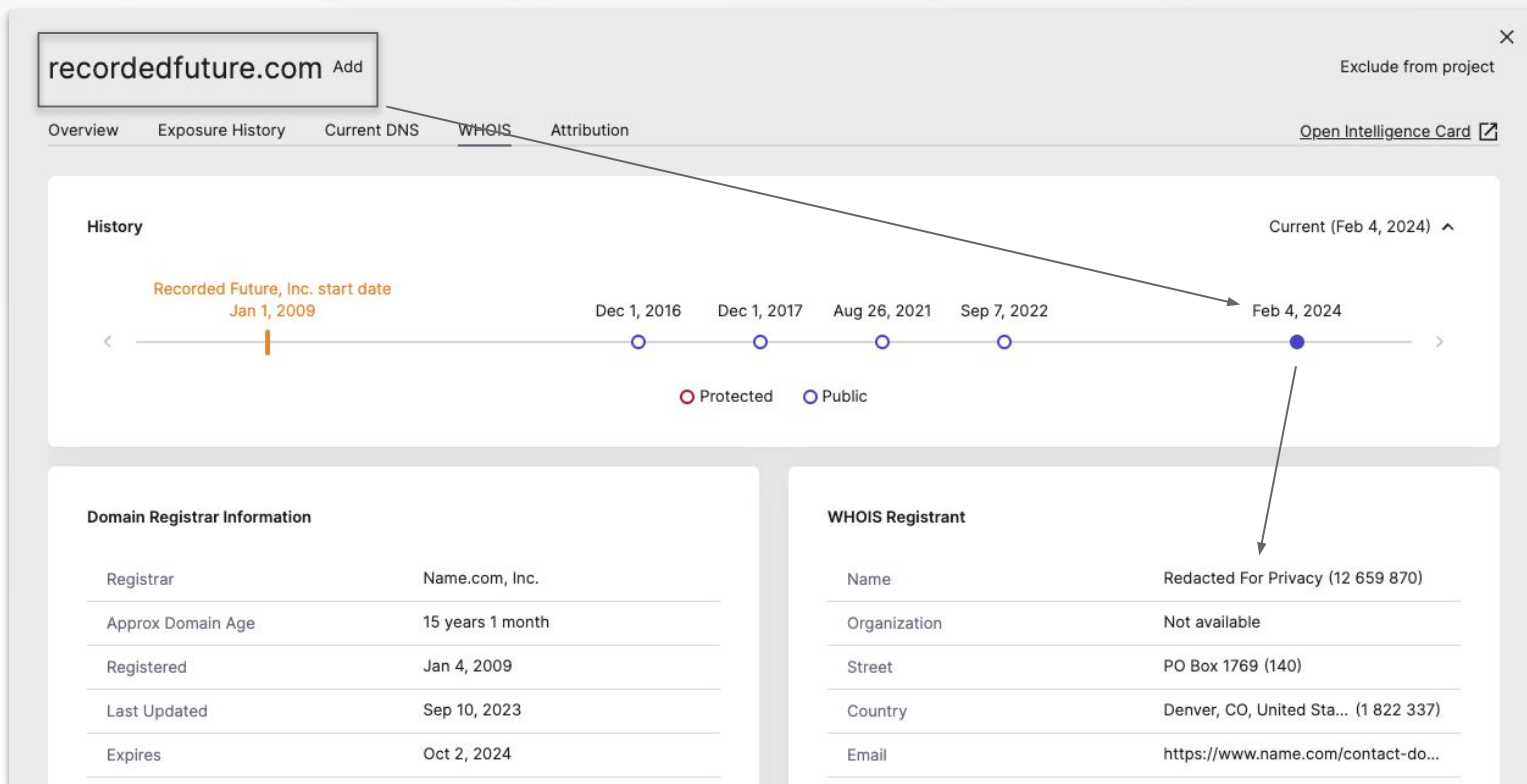 recordedfuture.com Add
Exclude from project
Overview Exposure History Current DNS WHOIS Attribution
Open Intelligence Card
History
Current (Feb 4, 2024)
Recorded Future, Inc. start date
Jan 1, 2009
Dec 1, 2016 Dec 1, 2017 Aug 26, 2021 Sep 7, 2022 Feb 4, 2024
Protected Public
Domain Registrar Information
Registrar Name.com, Inc.
Approx Domain Age 15 years 1 month
Registered Jan 4, 2009
Last Updated Sep 10, 2023
Expires Oct 2, 2024
WHOIS Registrant
Name Redacted For Privacy (12 659 870)
Organization Not available
Street PO Box 1769 (140)
Country Denver, CO, United Sta... (1 822 337)
Email https://www.name.com/contact-do...